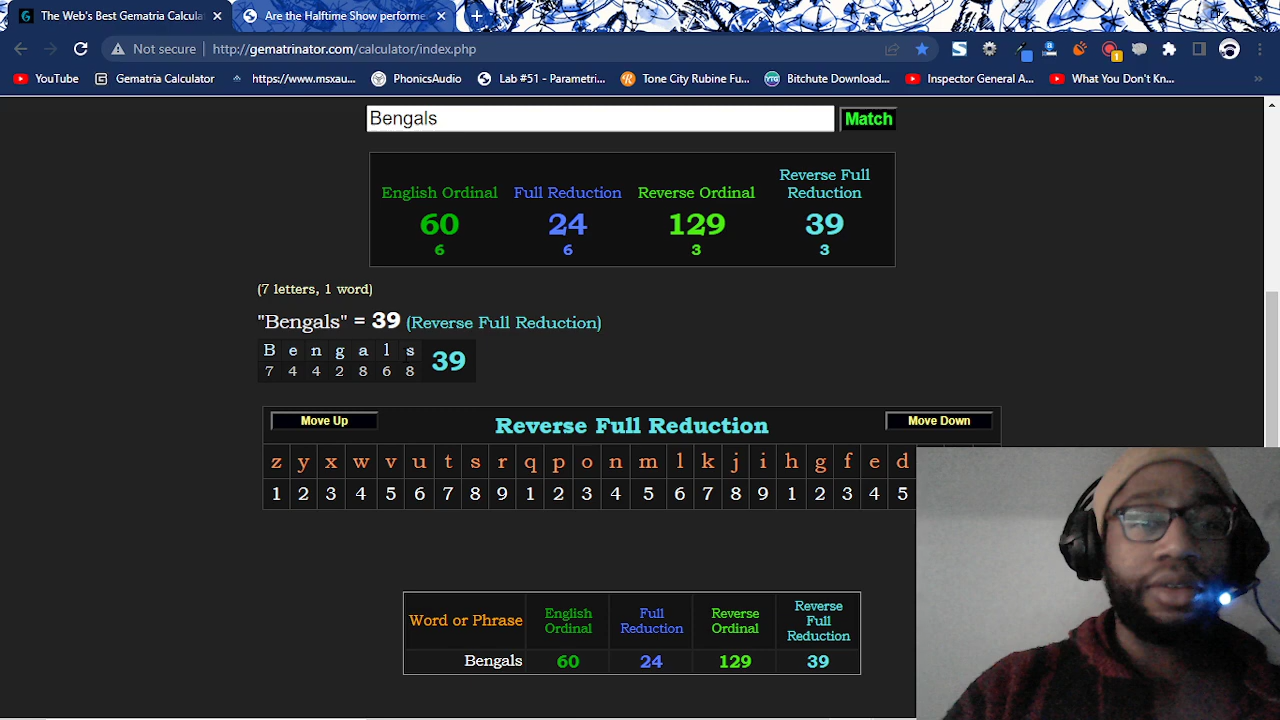 The Web's Best Gematria Calcula
Are the Halftime Show performe
Not secure http://gematrinator.com/calculator/index.php
1
YouTube
Gematria Calculator
https://www.msxau...
PhonicsAudio
Lab #51 - Parametri...
Tone City Rubine Fu...
Bitchute Download...
Inspector General A...
What You Don't Kn...
Bengals Match
English Ordinal Full Reduction Reverse Ordinal Reverse Full Reduction
60 24 129 39
6 6 3 3
(7 letters, 1 word)
"Bengals" = 39 (Reverse Full Reduction)
B e n g a l s 39
7 4 4 2 8 6 8
Move Up Reverse Full Reduction Move Down
z y x w v u t s r q p o n m l k j i h g f e d
1 2 3 4 5 6 7 8 9 1 2 3 4 5 6 7 8 9 1 2 3 4 5
Word or Phrase English Ordinal Full Reduction Reverse Ordinal Reverse Full Reduction
Bengals 60 24 129 39